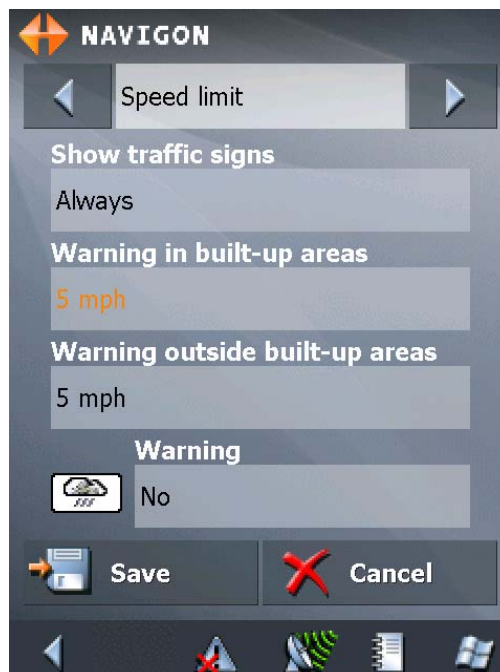 NAVIGON
Speed limit
Show traffic signs
Always
Warning in built-up areas
5 mph
Warning outside built-up areas
5 mph
Warning
No
Save
Cancel